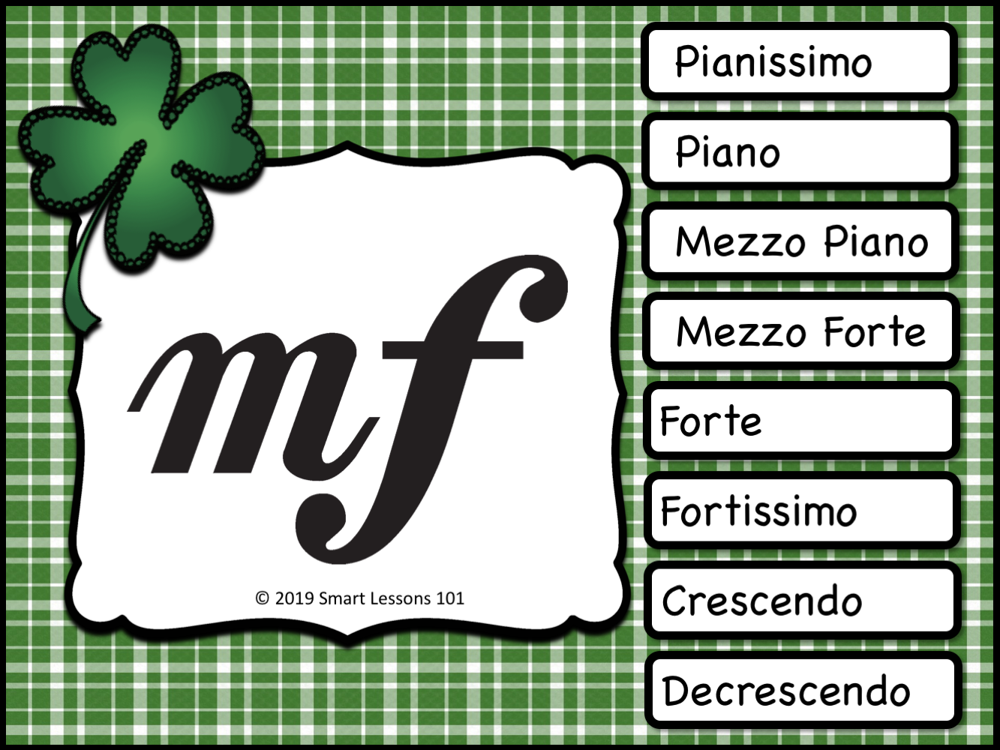 mf
© 2019 Smart Lessons 101
Pianissimo
Piano
Mezzo Piano
Mezzo Forte
Forte
Fortissimo
Crescendo
Decrescendo